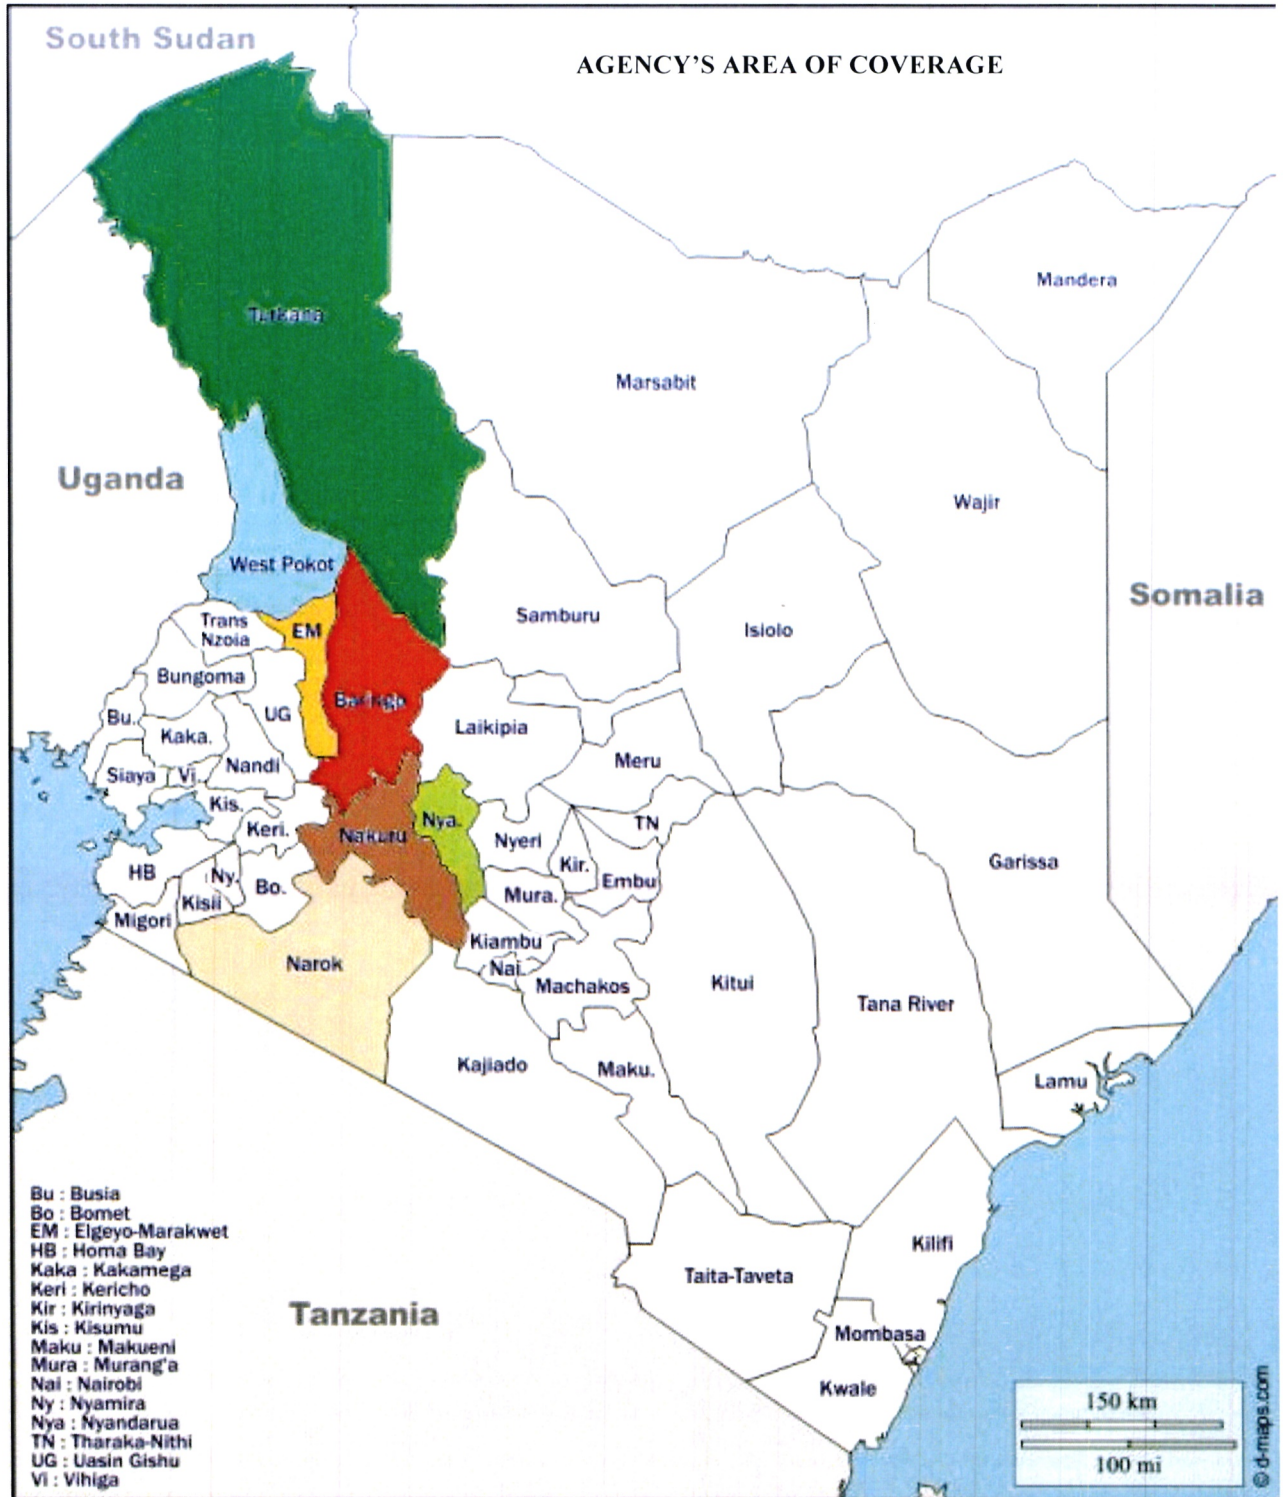 South Sudan
AGENCY'S AREA OF COVERAGE
Mandera
Turkana
Marsabit
Uganda
Wajir
West Pokot
Somalia
Trans
Nzoia
EM
Samburu
Isiolo
Bungoma
Baringo
Bu.
UG
Laikipia
Kaka.
Meru
Siaya
Vi.
Nandi
Kis.
Keri.
Nakuru
Nya.
Nyeri
TN
Kir.
Garissa
HB
Ny.
Bo.
Embu
Mura.
Kisii
Migori
Kiambu
Narok
Nai.
Machakos
Kitui
Tana River
Kajiado
Maku.
Lamu
Bu : Busia
Bo : Bomet
EM : Elgeyo-Marakwet
HB : Homa Bay
Kaka : Kakamega
Keri : Kericho
Kir : Kirinyaga
Kis : Kisumu
Maku : Makueni
Mura : Murang'a
Nai : Nairobi
Ny : Nyamira
Nya : Nyandarua
TN : Tharaka-Nithi
UG : Uasin Gishu
Vi : Vihiga
Tanzania
Kilifi
Taita-Taveta
Mombasa
Kwale
150 km
100 mi
© d-maps.com